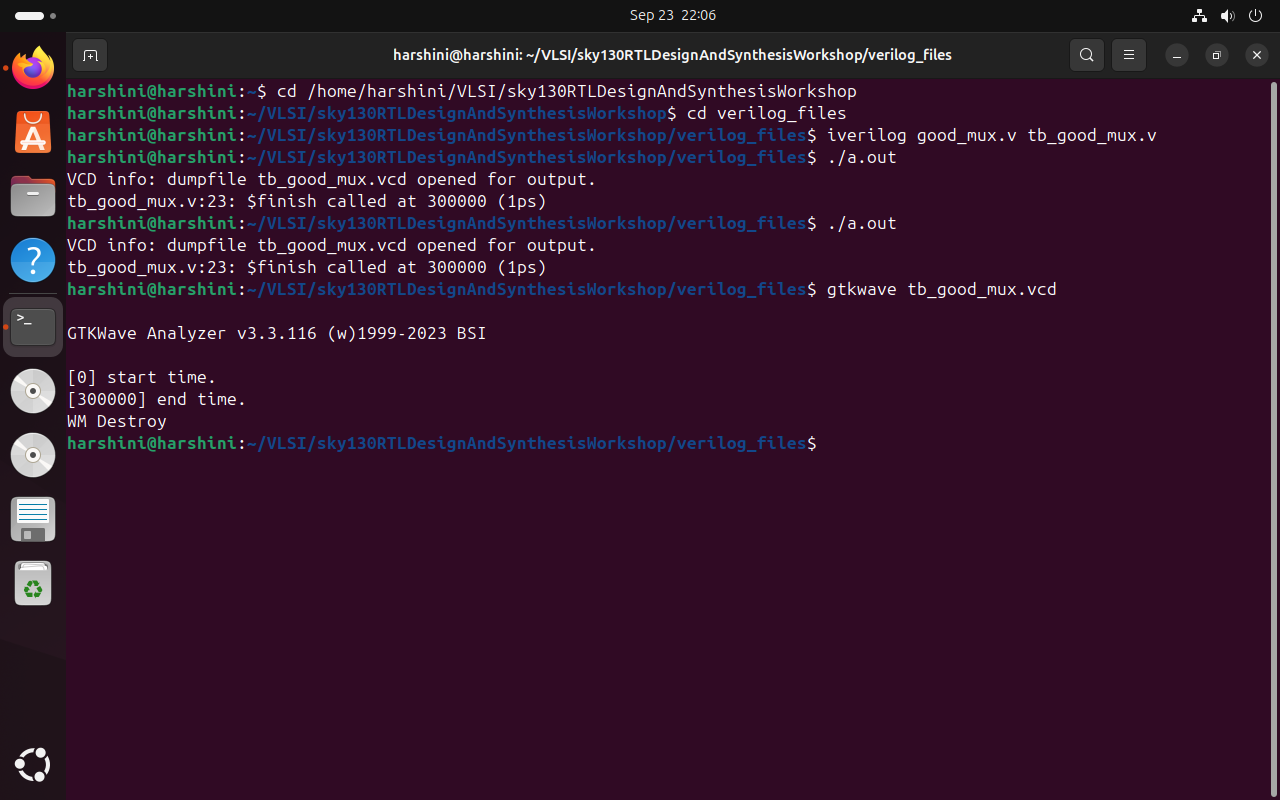 Sep 23 22:06
harshini@harshini: ~/VLSI/sky130RTLDesignAndSynthesisWorkshop/verilog_files
harshini@harshini:~$ cd /home/harshini/VLSI/sky130RTLDesignAndSynthesisWorkshop
harshini@harshini:~/VLSI/sky130RTLDesignAndSynthesisWorkshop$ cd verilog_files
harshini@harshini:~/VLSI/sky130RTLDesignAndSynthesisWorkshop/verilog_files$ iverilog good_mux.v tb_good_mux.v
harshini@harshini:~/VLSI/sky130RTLDesignAndSynthesisWorkshop/verilog_files$ ./a.out
VCD info: dumpfile tb_good_mux.vcd opened for output.
tb_good_mux.v:23: $finish called at 300000 (1ps)
harshini@harshini:~/VLSI/sky130RTLDesignAndSynthesisWorkshop/verilog_files$ ./a.out
VCD info: dumpfile tb_good_mux.vcd opened for output.
tb_good_mux.v:23: $finish called at 300000 (1ps)
harshini@harshini:~/VLSI/sky130RTLDesignAndSynthesisWorkshop/verilog_files$ gtkwave tb_good_mux.vcd
GTKWave Analyzer v3.3.116 (w)1999-2023 BSI
[0] start time.
[300000] end time.
WM Destroy
harshini@harshini:~/VLSI/sky130RTLDesignAndSynthesisWorkshop/verilog_files$